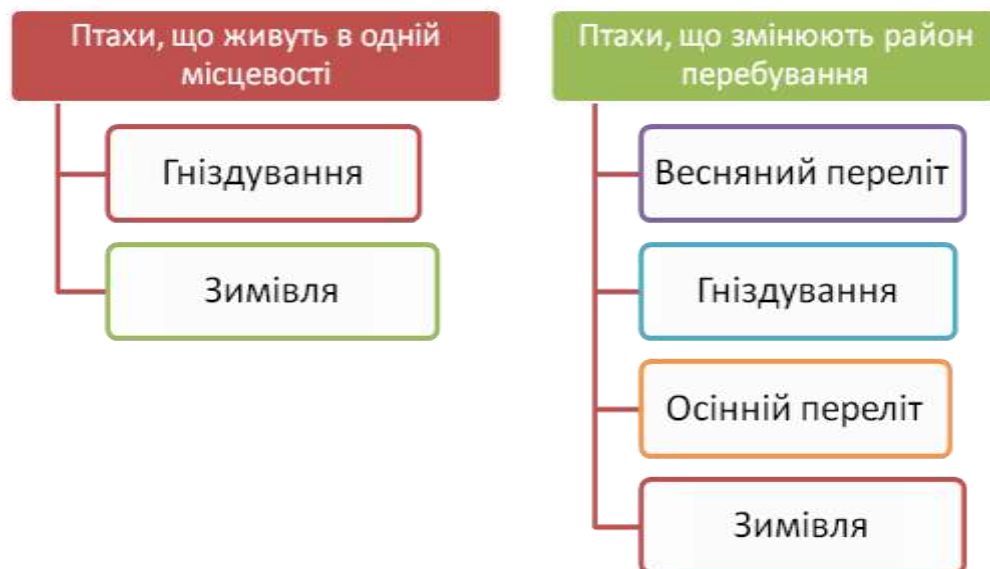 Птахи, що живуть в одній
місцевості
Гніздування
Зимівля
Птахи, що змінюють район
перебування
Весняний переліт
Гніздування
Осінній переліт
Зимівля